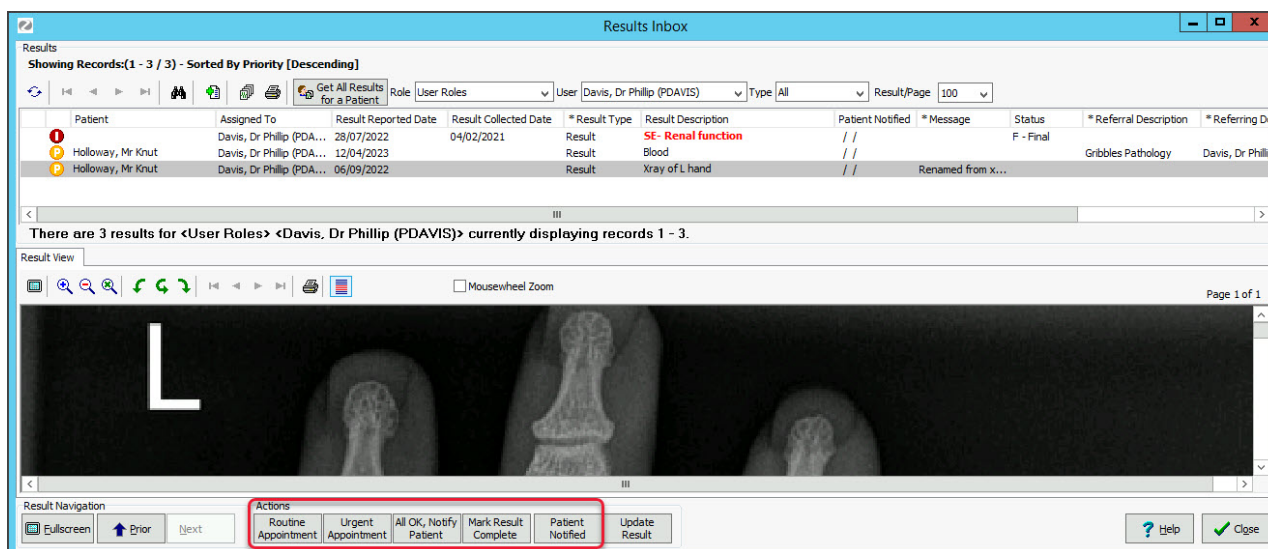 Results Inbox
Results
Showing Records:(1 - 3 / 3) - Sorted By Priority [Descending]
Get All Results for a Patient Role User Roles User Davis, Dr Phillip (PDAVIS) Type All Result/Page 100
Patient Assigned To Result Reported Date Result Collected Date * Result Type Result Description Patient Notified * Message Status * Referral Description * Referring D
I Davis, Dr Phillip (PDA... 28/07/2022 04/02/2021 Result SE- Renal function / / F - Final
P Holloway, Mr Knut Davis, Dr Phillip (PDA... 12/04/2023 Result Blood / / Gribbles Pathology Davis, Dr Phill
P Holloway, Mr Knut Davis, Dr Phillip (PDA... 06/09/2022 Result Xray of L hand / / Renamed from x...
There are 3 results for <User Roles> <Davis, Dr Phillip (PDAVIS)> currently displaying records 1 - 3.
Result View
Mousewheel Zoom
Page 1 of 1
L
Result Navigation
Actions
Fullscreen Prior Next
Routine Appointment
Urgent Appointment
All OK, Notify Patient
Mark Result Complete
Patient Notified
Update Result
? Help
Close